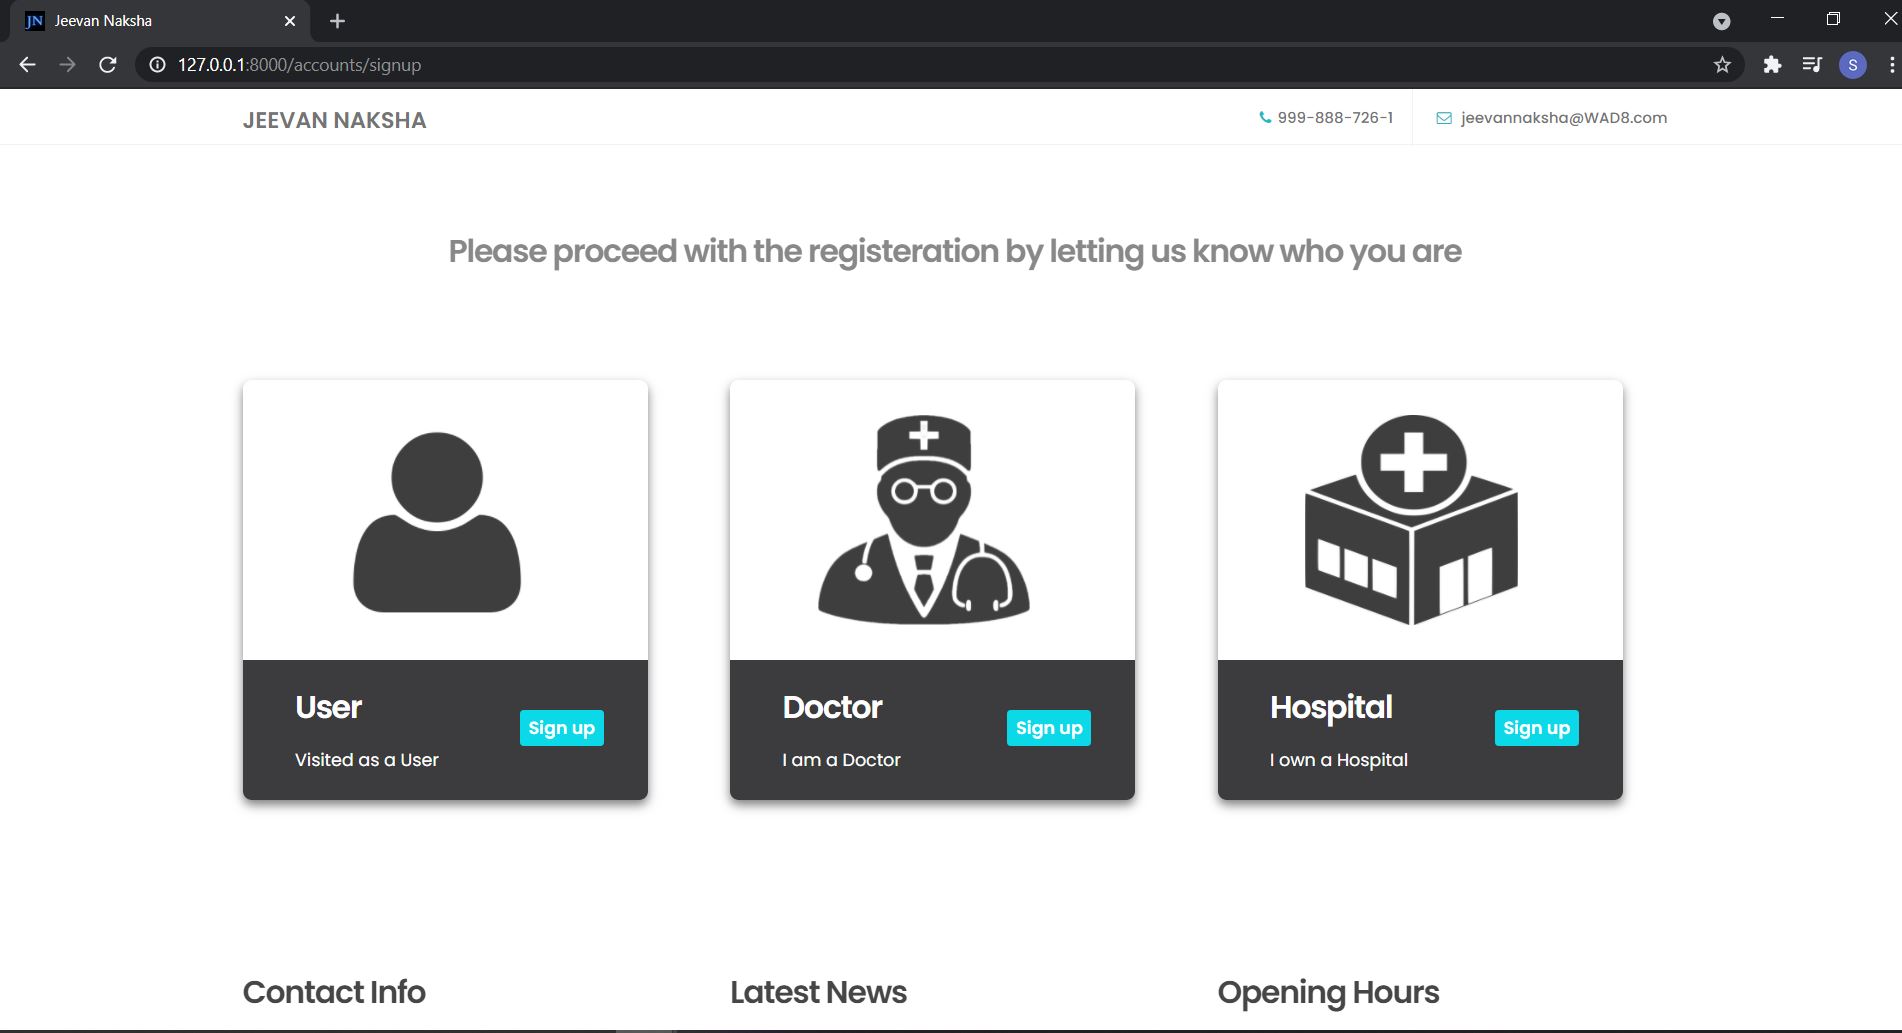 JN Jeevan Naksha
127.0.0.1:8000/accounts/signup
S
JEEVAN NAKSHA
999-888-726-1
jeevannaksha@WAD8.com
Please proceed with the registeration by letting us know who you are
User
Sign up
Visited as a User
Doctor
Sign up
I am a Doctor
Hospital
Sign up
I own a Hospital
Contact Info
Latest News
Opening Hours